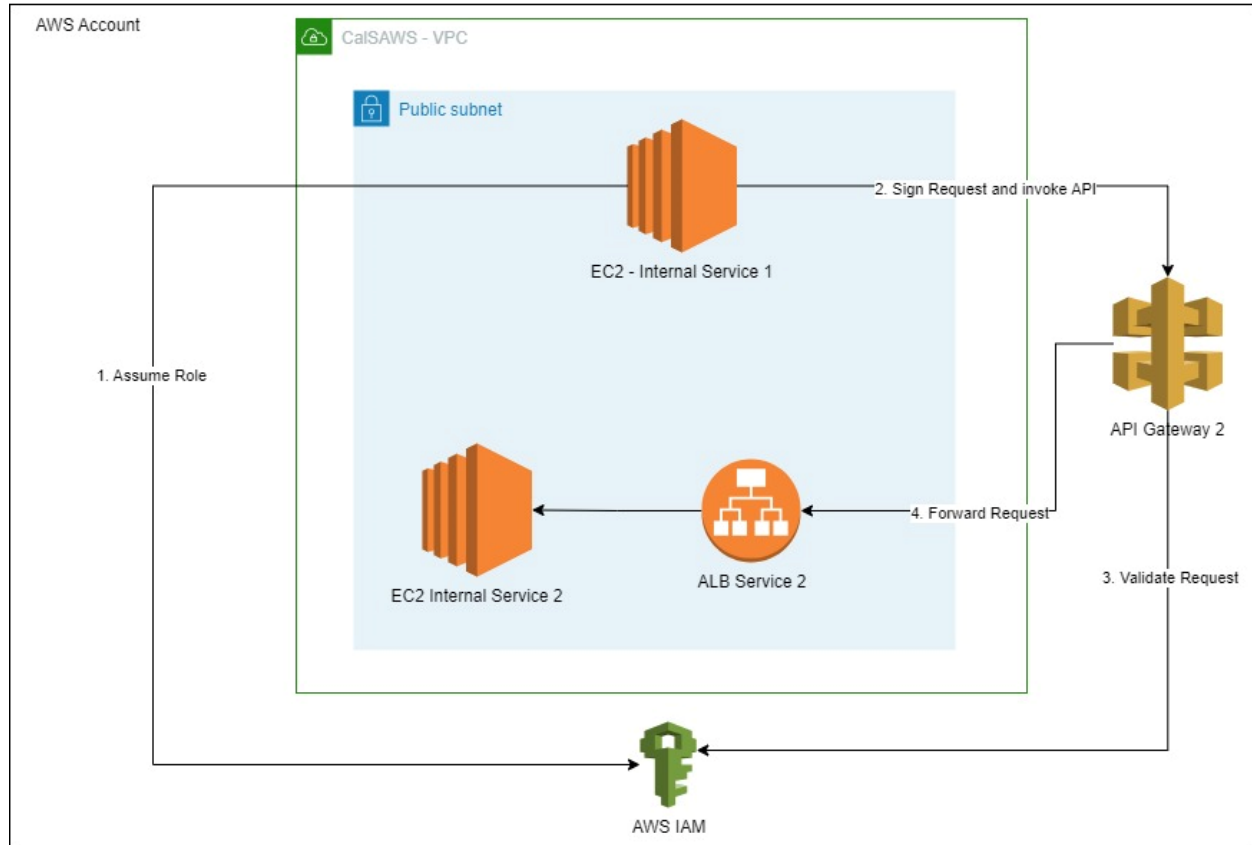 AWS Account
CalSAWS - VPC
Public subnet
2. Sign Request and invoke API
EC2 - Internal Service 1
1. Assume Role
API Gateway 2
4. Forward Request
ALB Service 2
3. Validate Request
EC2 Internal Service 2
AWS IAM